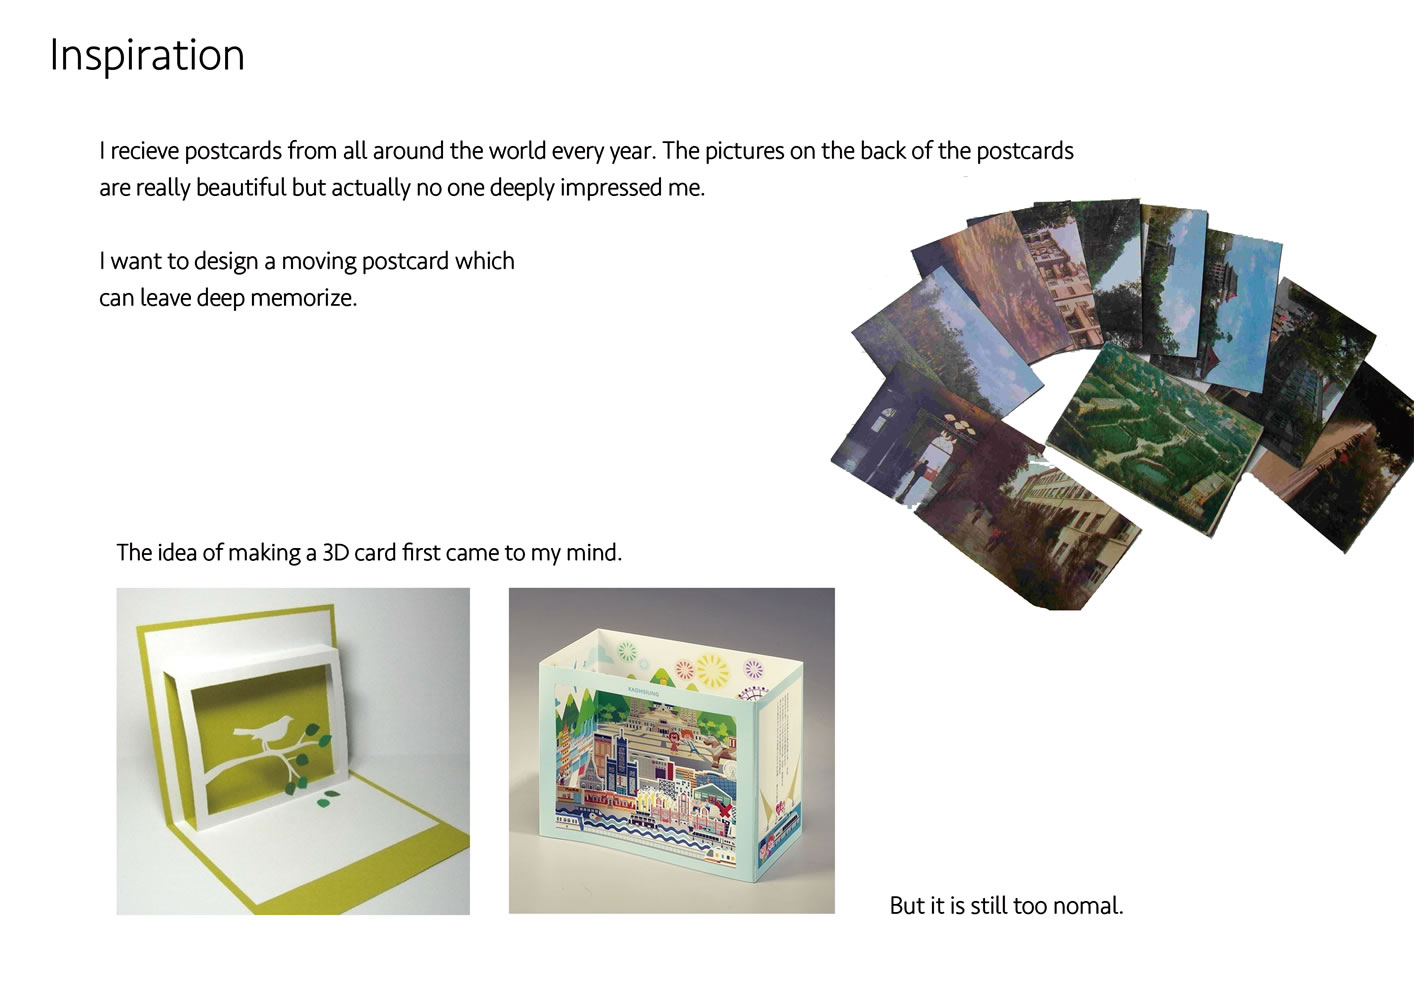 Inspiration
I recieve postcards from all around the world every year. The pictures on the back of the postcards
are really beautiful but actually no one deeply impressed me.
I want to design a moving postcard which
can leave deep memorize.
The idea of making a 3D card first came to my mind.
KAOHSIUNG
But it is still too nomal.